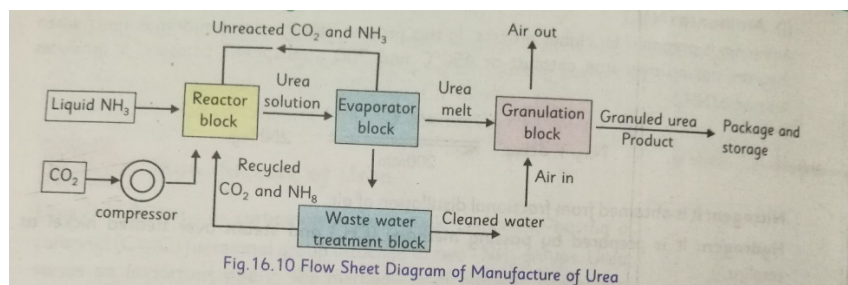 Unreacted CO₂ and NH₃
Air out
Liquid NH₃
Reactor
block
Urea
solution
Evaporator
block
Urea
melt
Granulation
block
Granuled urea
Product
Package and
storage
CO₂
compressor
Recycled
CO₂ and NH₈
Air in
Waste water
treatment block
Cleaned water
Fig.16.10 Flow Sheet Diagram of Manufacture of Urea